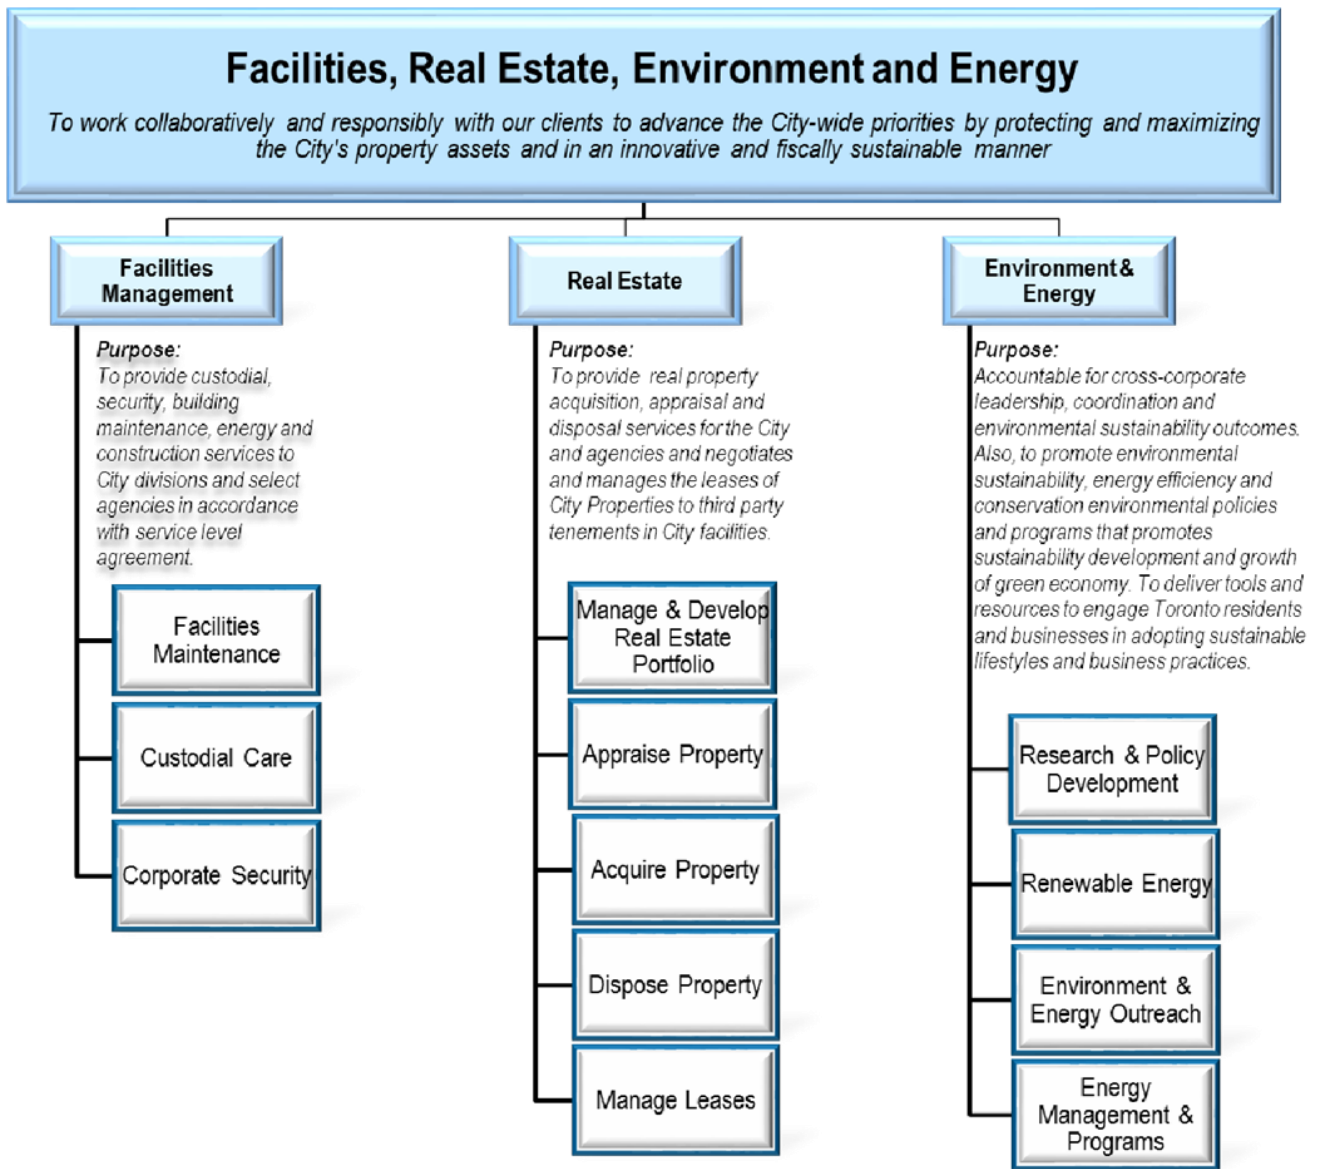 Facilities, Real Estate, Environment and Energy
To work collaboratively and responsibly with our clients to advance the City-wide priorities by protecting and maximizing
the City's property assets and in an innovative and fiscally sustainable manner
Facilities
Management
Purpose:
To provide custodial,
security, building
maintenance, energy and
construction services to
City divisions and select
agencies in accordance
with service level
agreement.
Facilities
Maintenance
Custodial Care
Corporate Security
Real Estate
Purpose:
To provide real property
acquisition, appraisal and
disposal services for the City
and agencies and negotiates
and manages the leases of
City Properties to third party
tenements in City facilities.
Manage & Develop
Real Estate
Portfolio
Appraise Property
Acquire Property
Dispose Property
Manage Leases
Environment &
Energy
Purpose:
Accountable for cross-corporate
leadership, coordination and
environmental sustainability outcomes.
Also, to promote environmental
sustainability, energy efficiency and
conservation environmental policies
and programs that promotes
sustainability development and growth
of green economy. To deliver tools and
resources to engage Toronto residents
and businesses in adopting sustainable
lifestyles and business practices.
Research & Policy
Development
Renewable Energy
Environment &
Energy Outreach
Energy
Management &
Programs